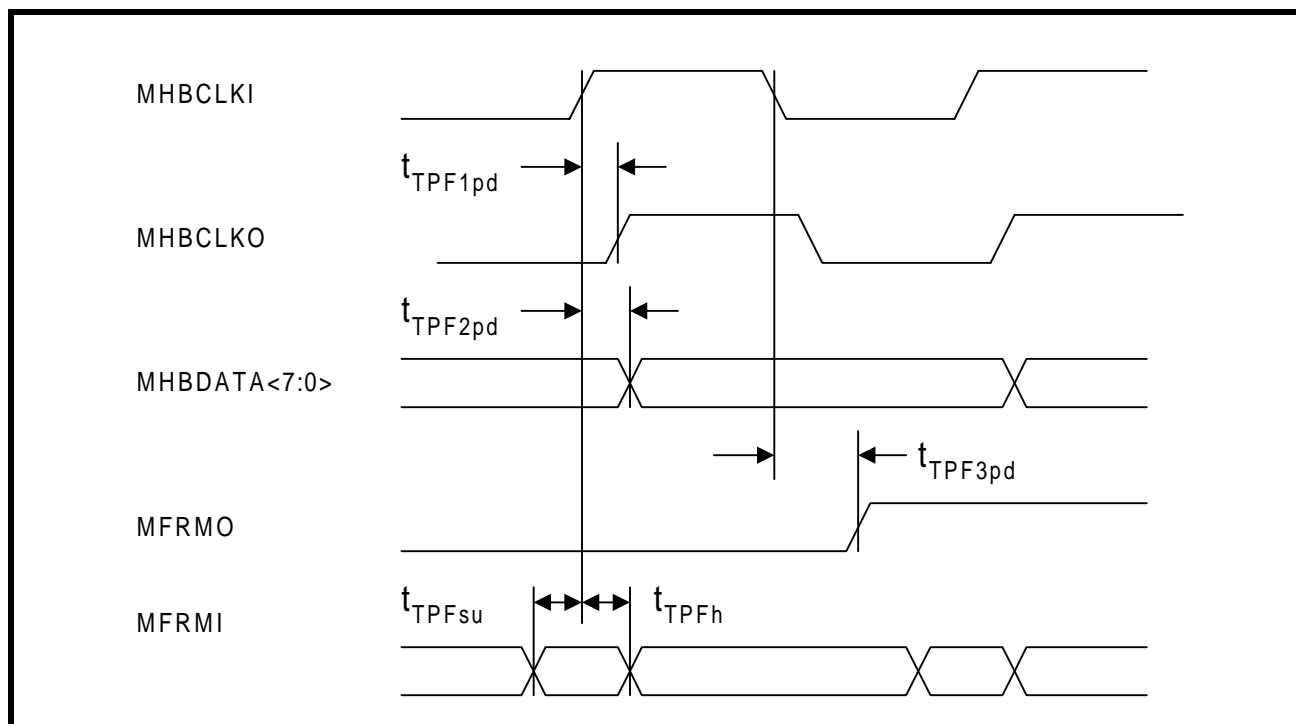 MHBCLKI
tTPF1pd
MHBCLKO
tTPF2pd
MHBDATA<7:0>
tTPF3pd
MFRMO
tTPFsu tTPFh
MFRMI